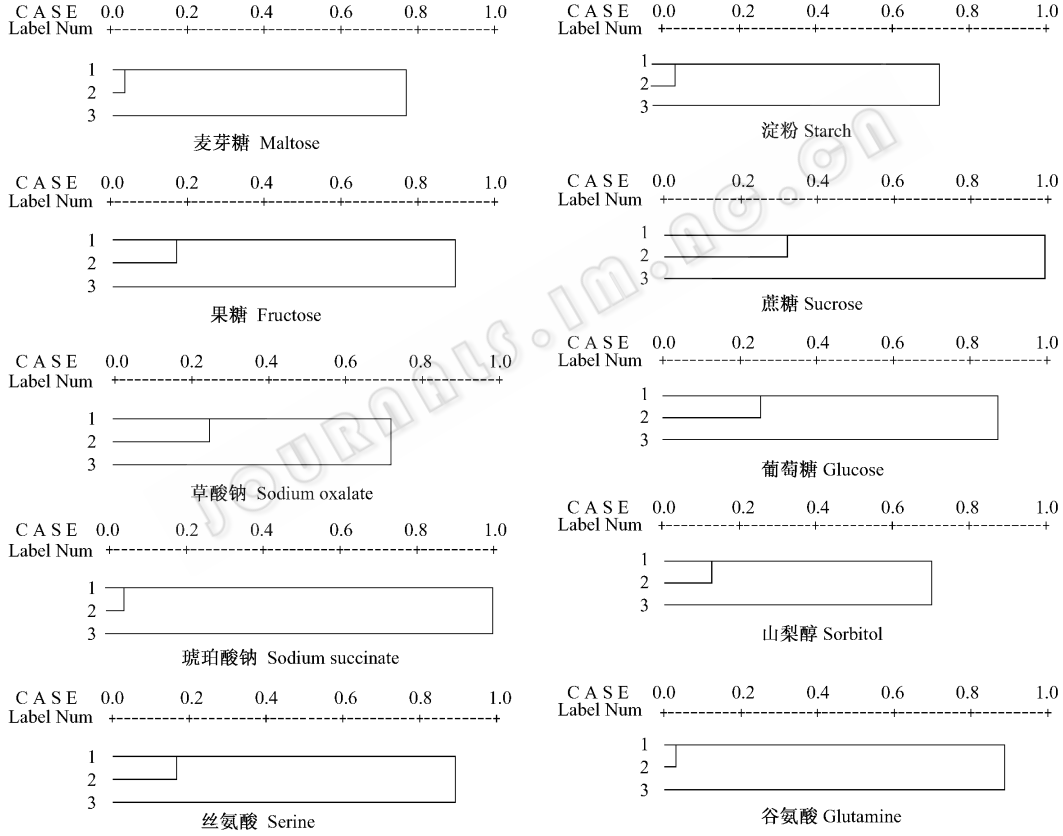 C A S E 0.0 0.2 0.4 0.6 0.8 1.0
Label Num
1
2
3
麦芽糖 Maltose
C A S E 0.0 0.2 0.4 0.6 0.8 1.0
Label Num
1
2
3
淀粉 Starch
C A S E 0.0 0.2 0.4 0.6 0.8 1.0
Label Num
1
2
3
果糖 Fructose
C A S E 0.0 0.2 0.4 0.6 0.8 1.0
Label Num
1
2
3
蔗糖 Sucrose
C A S E 0.0 0.2 0.4 0.6 0.8 1.0
Label Num
1
2
3
草酸钠 Sodium oxalate
C A S E 0.0 0.2 0.4 0.6 0.8 1.0
Label Num
1
2
3
葡萄糖 Glucose
C A S E 0.0 0.2 0.4 0.6 0.8 1.0
Label Num
1
2
3
琥珀酸钠 Sodium succinate
C A S E 0.0 0.2 0.4 0.6 0.8 1.0
Label Num
1
2
3
山梨醇 Sorbitol
C A S E 0.0 0.2 0.4 0.6 0.8 1.0
Label Num
1
2
3
丝氨酸 Serine
C A S E 0.0 0.2 0.4 0.6 0.8 1.0
Label Num
1
2
3
谷氨酸 Glutamine
JOURNALS.IM.AC.CN